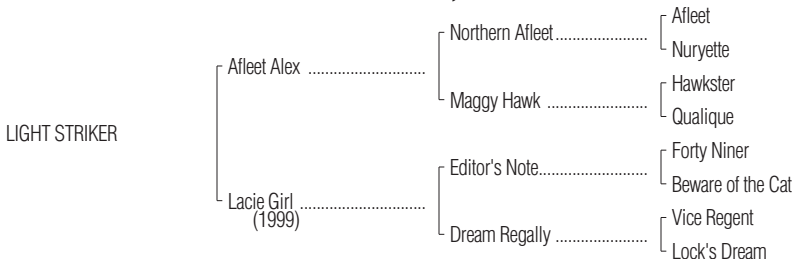 Afleet
Northern Afleet......................
Nuryette
Afleet Alex ...........................
Hawkster
Maggy Hawk ........................
Qualique
LIGHT STRIKER
Forty Niner
Editor's Note.........................
Beware of the Cat
Lacie Girl .............................
(1999)
Vice Regent
Dream Regally ......................
Lock's Dream